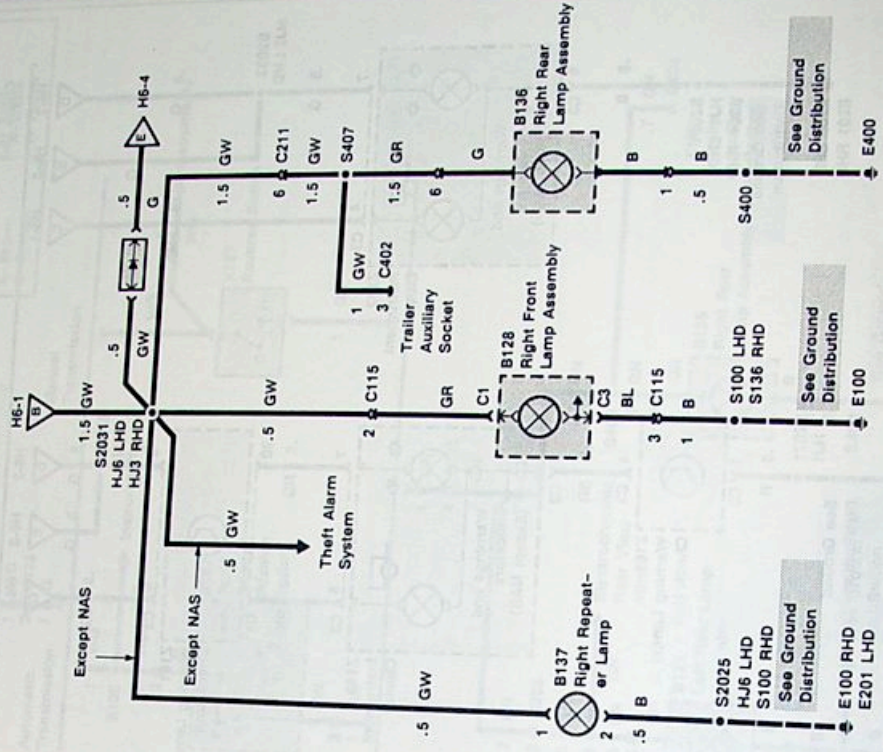 H6-1
B
1.5
GW
S2031
HJ6 LHD
HJ3 RHD
.5
GW
.5
G
E
H6-4
Except NAS
Except NAS
.5
GW
Theft Alarm
System
.5
GW
2
C115
GR
C1
B128
Right Front
Lamp Assembly
C3
BL
3
C115
1
B
S100 LHD
S136 RHD
See Ground
Distribution
E100
1.5
GW
6
C211
1.5
GW
S407
GW
1
3
C402
Trailer
Auxiliary
Socket
1.5
GR
6
G
B136
Right Rear
Lamp Assembly
B
1
.5
B
S400
See Ground
Distribution
E400
.5
GW
1
B137
Right Repeat-
er Lamp
2
.5
B
S2025
HJ6 LHD
S100 RHD
See Ground
Distribution
E100 RHD
E201 LHD